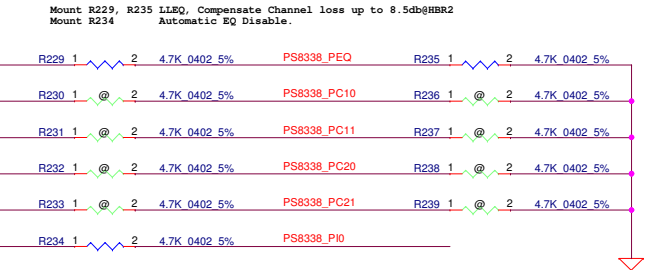 Mount R229, R235 LLEQ, Compensate Channel loss up to 8.5db@HBR2
Mount R234 Automatic EQ Disable.
R229 1 2 4.7K_0402_5% PS8338_PEQ R235 1 2 4.7K_0402_5%
R230 1 @ 2 4.7K_0402_5% PS8338_PC10 R236 1 @ 2 4.7K_0402_5%
R231 1 @ 2 4.7K_0402_5% PS8338_PC11 R237 1 @ 2 4.7K_0402_5%
R232 1 @ 2 4.7K_0402_5% PS8338_PC20 R238 1 @ 2 4.7K_0402_5%
R233 1 @ 2 4.7K_0402_5% PS8338_PC21 R239 1 @ 2 4.7K_0402_5%
R234 1 2 4.7K_0402_5% PS8338_PI0